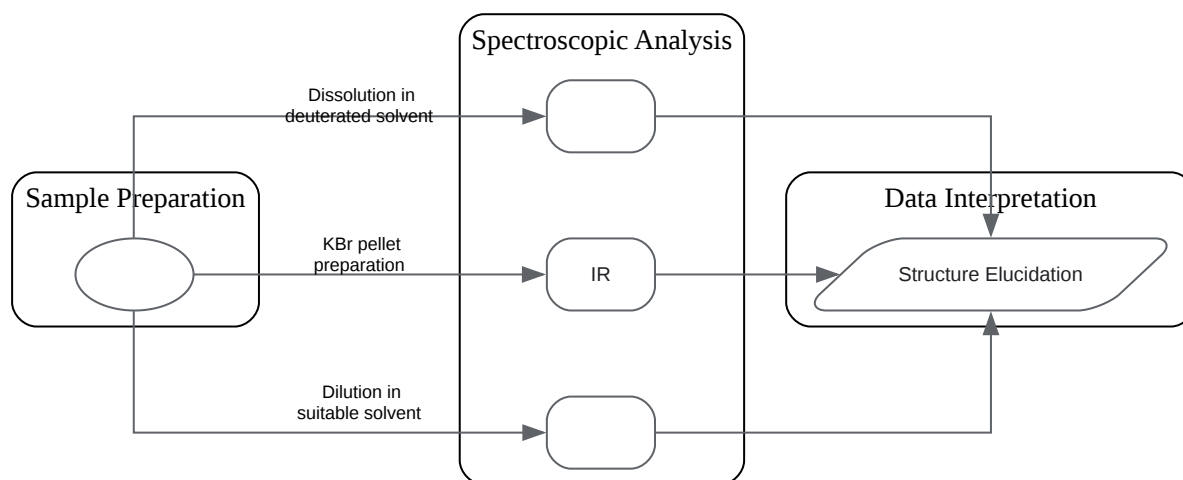 Spectroscopic Analysis
Dissolution in
deuterated solvent
Sample Preparation
Data Interpretation
KBr pellet
preparation
IR
Structure Elucidation
Dilution in
suitable solvent